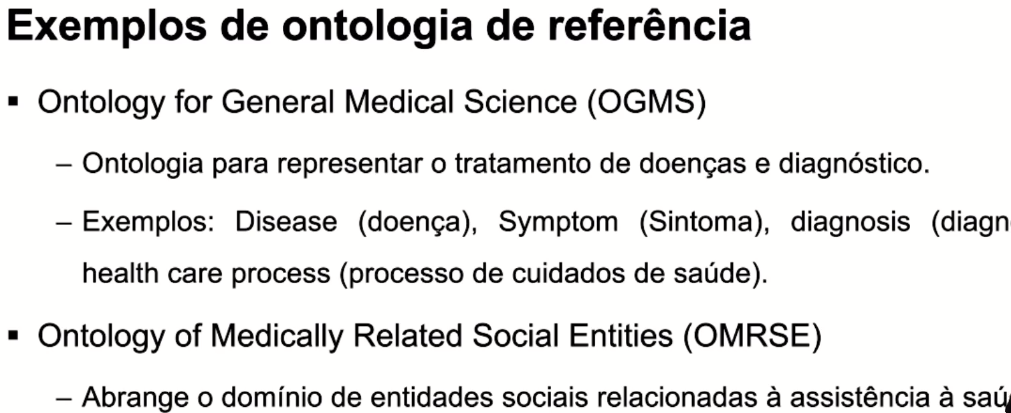 Exemplos de ontologia de referência
▪ Ontology for General Medical Science (OGMS)
– Ontologia para representar o tratamento de doenças e diagnóstico.
– Exemplos: Disease (doença), Symptom (Sintoma), diagnosis
health care process (processo de cuidados de saúde).
▪ Ontology of Medically Related Social Entities (OMRSE)
– Abrange o domínio de entidades sociais relacionadas à assistência à